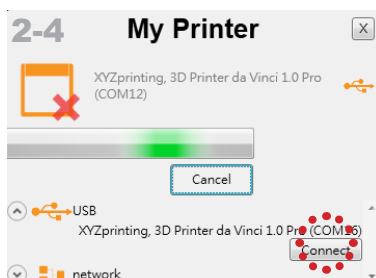 2-4 My Printer X
XYZprinting, 3D Printer da Vinci 1.0 Pro
(COM12)
Cancel
USB
XYZprinting, 3D Printer da Vinci 1.0 Pro (COM16)
Connect
network